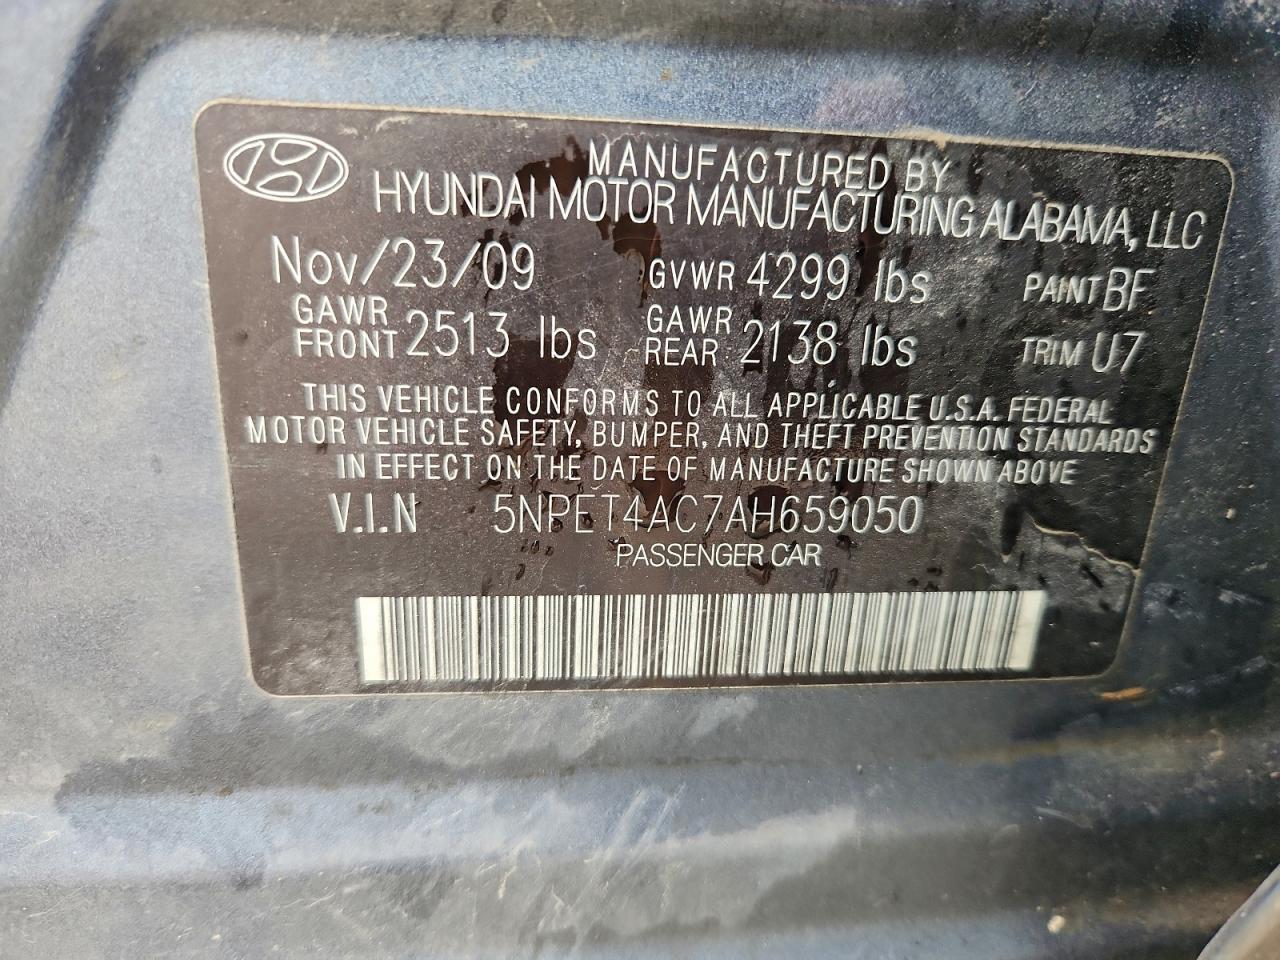 MANUFACTURED BY
HYUNDAI MOTOR MANUFACTURING ALABAMA, LLC
Nov/23/09 GVWR 4299 lbs PAINT BF
GAWR FRONT 2513 lbs GAWR REAR 2138 lbs TRIM U7
THIS VEHICLE CONFORMS TO ALL APPLICABLE U.S.A. FEDERAL
MOTOR VEHICLE SAFETY, BUMPER, AND THEFT PREVENTION STANDARDS
IN EFFECT ON THE DATE OF MANUFACTURE SHOWN ABOVE
V.I.N 5NPET4AC7AH659050
PASSENGER CAR